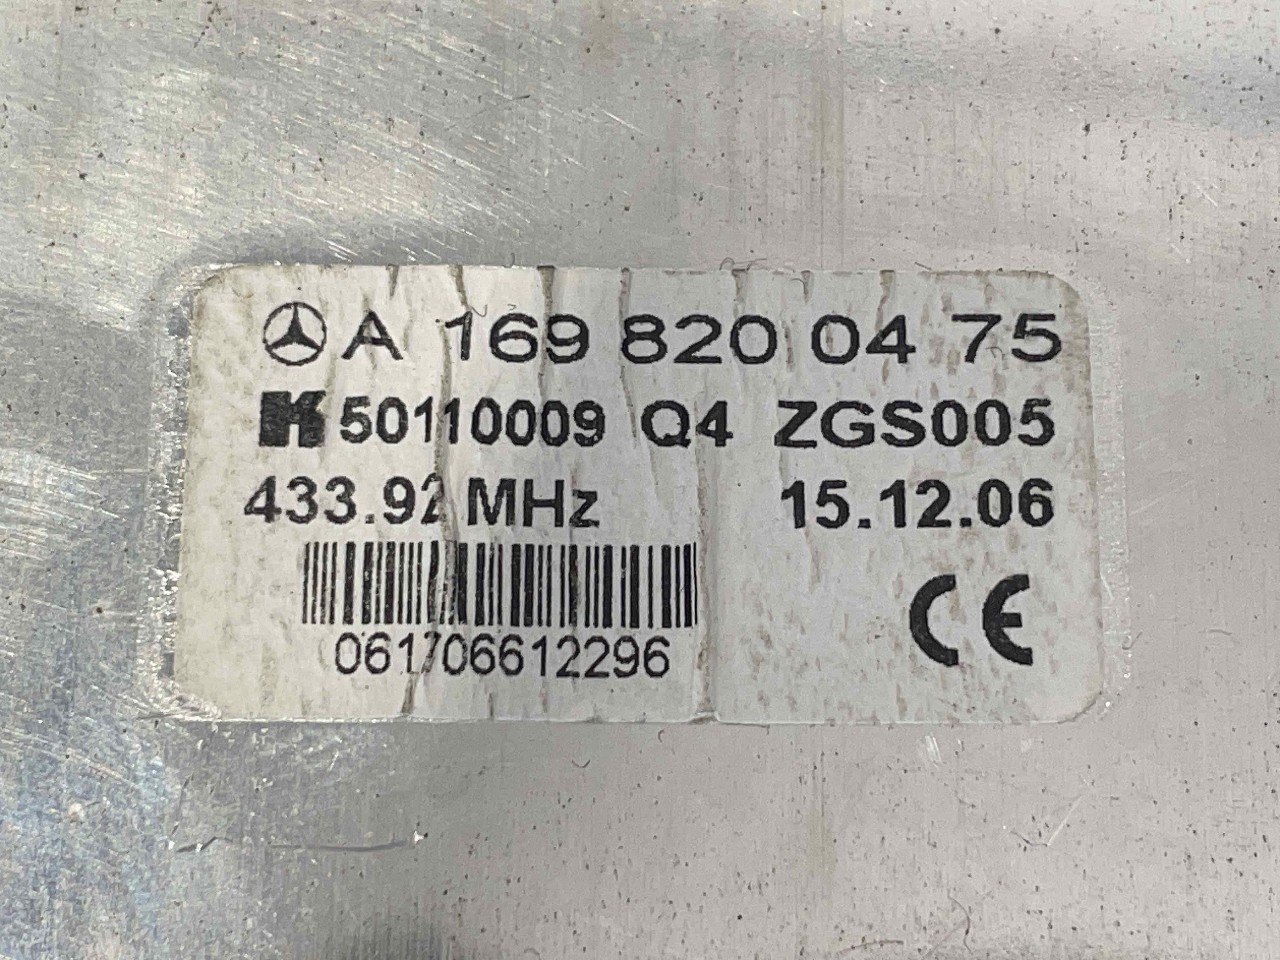 A 169 820 04 75
K 50110009 Q4 ZGS005
433.92 MHz 15.12.06
061706612296
CE